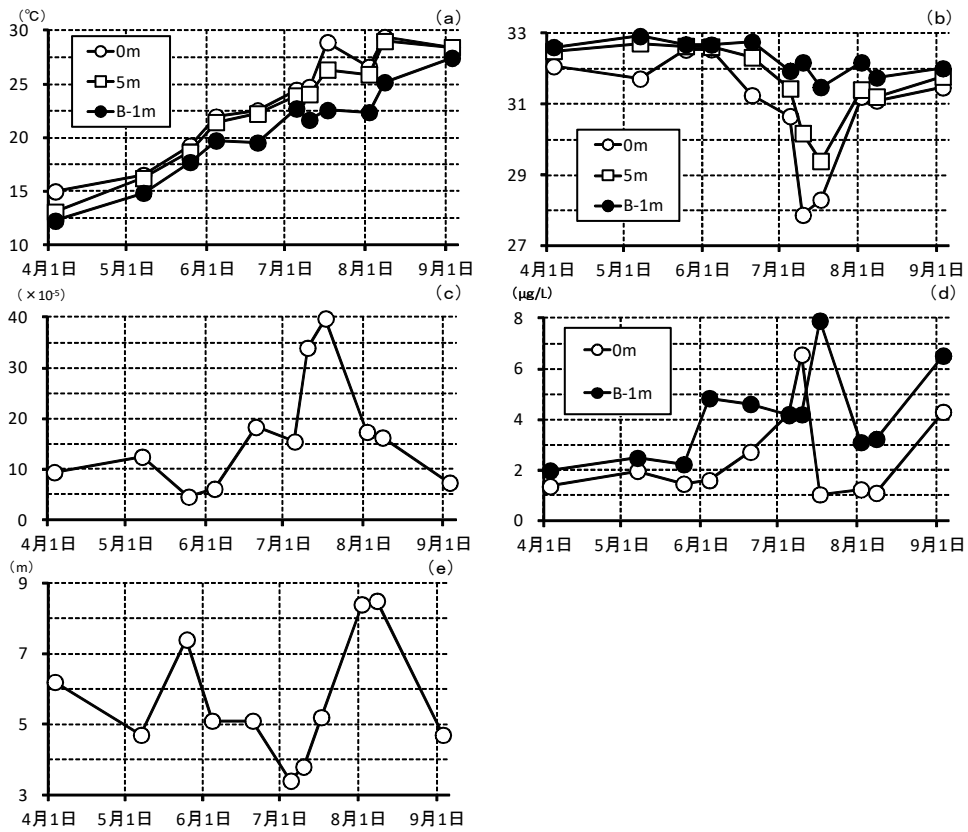 (℃)
(a)
30
25
20
15
10
0m
5m
B-1m
4月1日 5月1日 6月1日 7月1日 8月1日 9月1日
(b)
33
31
29
27
0m
5m
B-1m
4月1日 5月1日 6月1日 7月1日 8月1日 9月1日
(×10⁻⁵)
(c)
40
30
20
10
0
4月1日 5月1日 6月1日 7月1日 8月1日 9月1日
(µg/L)
(d)
8
6
4
2
0
0m
B-1m
4月1日 5月1日 6月1日 7月1日 8月1日 9月1日
(m)
(e)
9
7
5
3
4月1日 5月1日 6月1日 7月1日 8月1日 9月1日